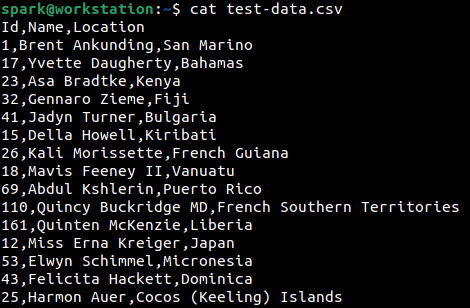 spark@workstation:~$ cat test-data.csv
Id,Name,Location
1,Brent Ankunding,San Marino
17,Yvette Daugherty,Bahamas
23,Asa Bradtke,Kenya
32,Gennaro Zieme,Fiji
41,Jadyn Turner,Bulgaria
15,Della Howell,Kiribati
26,Kali Morissette,French Guiana
18,Mavis Feeney II,Vanuatu
69,Abdul Kshlerin,Puerto Rico
110,Quincy Buckridge MD,French Southern Territories
161,Quinten McKenzie,Liberia
12,Miss Erna Kreiger,Japan
53,Elwyn Schimmel,Micronesia
43,Felicita Hackett,Dominica
25,Harmon Auer,Cocos (Keeling) Islands